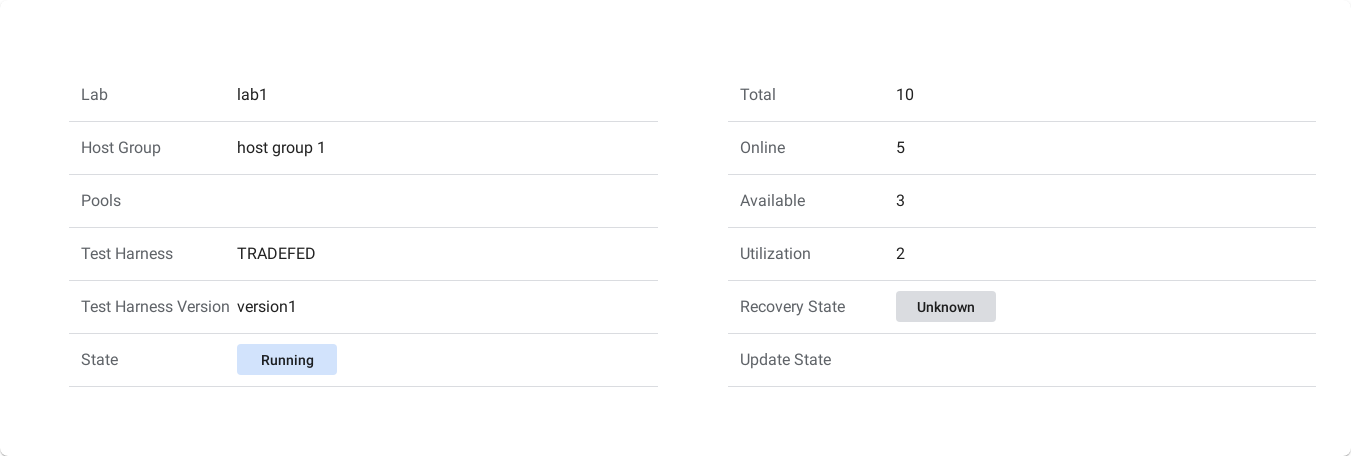 Lab lab1
Host Group host group 1
Pools
Test Harness TRADEFED
Test Harness Version version1
State Running
Total 10
Online 5
Available 3
Utilization 2
Recovery State Unknown
Update State